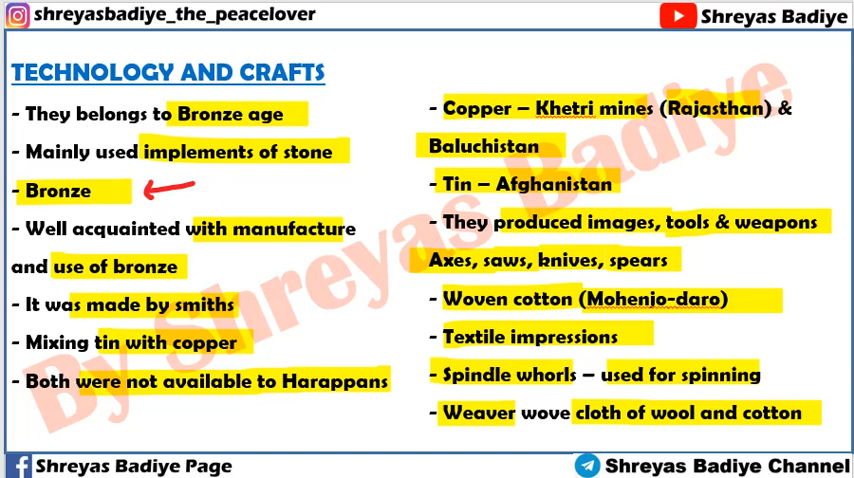 shreyasbadiye_the_peacelover
Shreyas Badiye
TECHNOLOGY AND CRAFTS
- They belongs to Bronze age
- Mainly used implements of stone
- Bronze
- Well acquainted with manufacture
and use of bronze
- It was made by smiths
- Mixing tin with copper
- Both were not available to Harappans
- Copper – Khetri mines (Rajasthan) &
Baluchistan
- Tin – Afghanistan
- They produced images, tools & weapons
Axes, saws, knives, spears
- Woven cotton (Mohenjo-daro)
- Textile impressions
- Spindle whorls – used for spinning
- Weaver wove cloth of wool and cotton
By Shreyas Badiye
Shreyas Badiye Page
Shreyas Badiye Channel